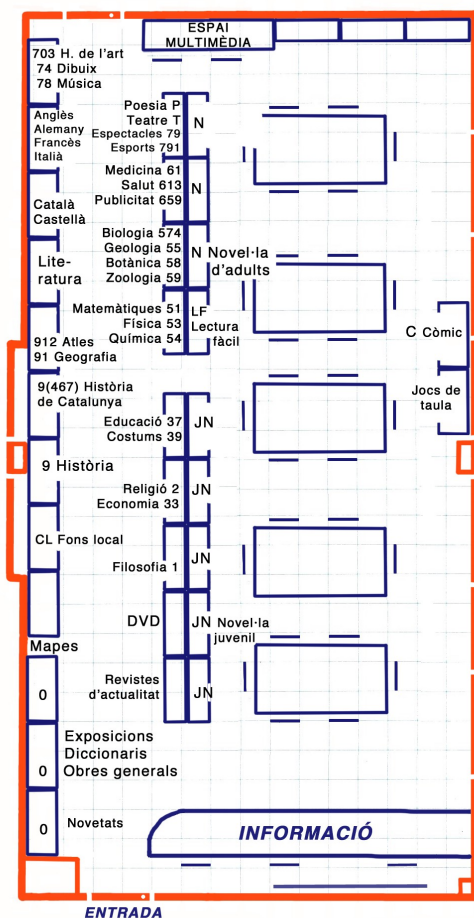 ESPAI
MULTIMÈDIA
703 H. de l'art
74 Dibuix
78 Música
Anglès
Alemany
Francès
Italià
Català
Castellà
Lite-
ratura
912 Atles
91 Geografia
9(467) Història
de Catalunya
9 Història
CL Fons local
Mapes
0
Exposicions
Diccionaris
0 Obres generals
0 Novetats
Poesia P
Teatre T
Espectacles 79
Esports 791
N
Medicina 61
Salut 613
Publicitat 659
N
Biologia 574
Geologia 55
Botànica 58
Zoologia 59
N Novel·la
d'adults
Matemàtiques 51
Física 53
Química 54
LF
Lectura
fàcil
Educació 37
Costums 39
JN
Religió 2
Economia 33
JN
Filosofia 1
JN
DVD
JN Novel·la
juvenil
Revistes
d'actualitat
JN
C Còmic
Jocs de
taula
INFORMACIÓ
ENTRADA